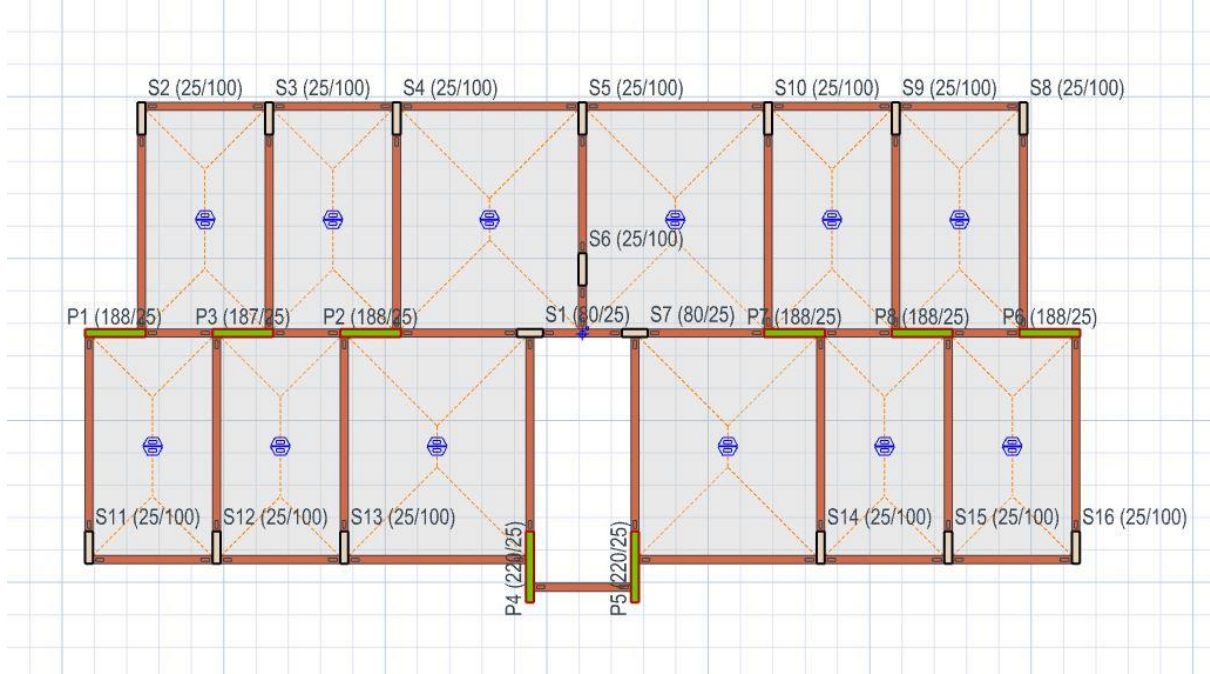 S2 (25/100) S3 (25/100) S4 (25/100) S5 (25/100) S10 (25/100) S9 (25/100) S8 (25/100)
S6 (25/100)
P1 (188/25) P3 (187/25) P2 (188/25) S1 (80/25) S7 (80/25) P7 (188/25) P8 (188/25) P6 (188/25)
S11 (25/100) S12 (25/100) S13 (25/100) S14 (25/100) S15 (25/100) S16 (25/100)
P4 (220/25) P5 (220/25)